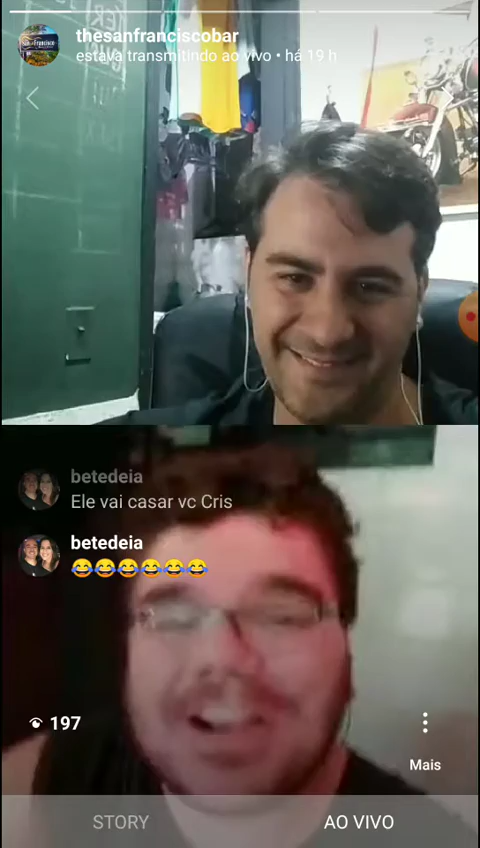 thesanfranciscobar
estava transmitindo ao vivo • há 19 h
betedeia
Ele vai casar vc Cris
betedeia
😂😂😂😂😂😂
197
Mais
STORY
AO VIVO